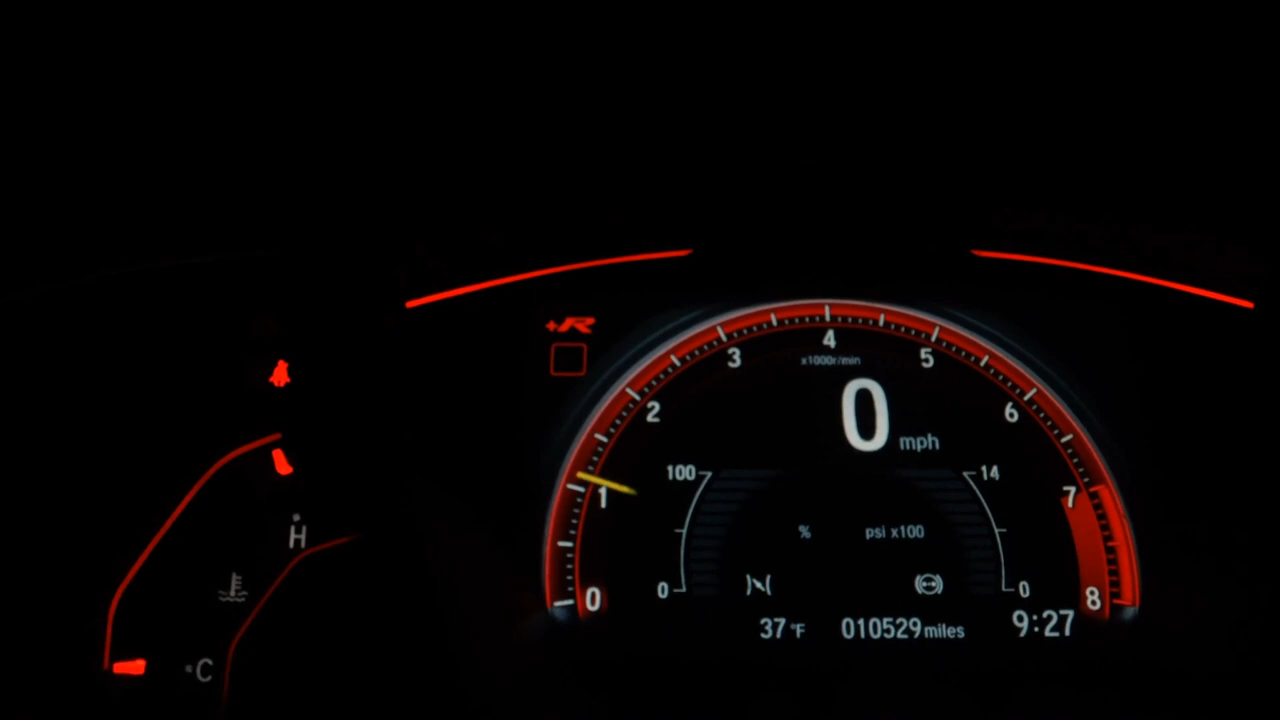 +R
4
3 5
x1000r/min
2 6
0 mph
100 14
1 7
H
% psi x100
0 0
0 8
37 °F 010529 miles 9:27
C